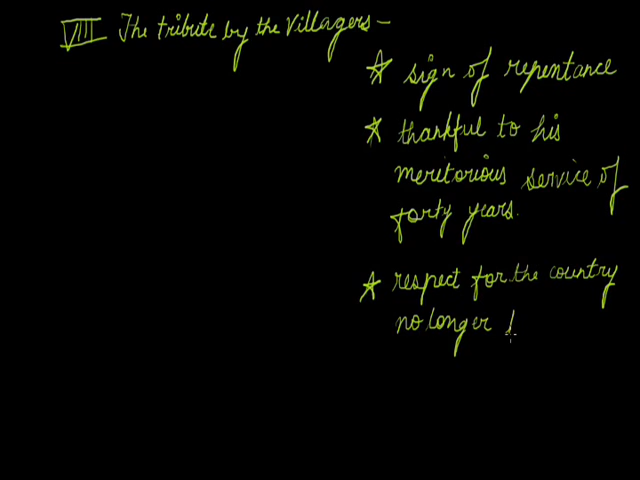 VIII The tribute by the Villagers —
☆ sign of repentance
☆ thankful to his
meritorious service of
forty years.
☆ respect for the country
no longer